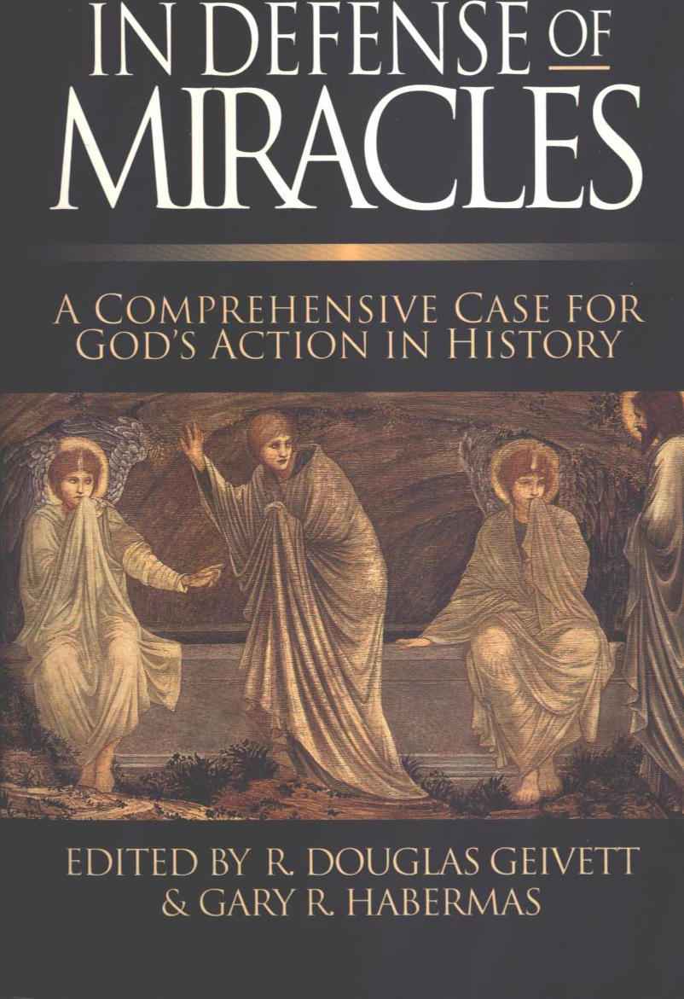 IN DEFENSE OF
MIRACLES
A COMPREHENSIVE CASE FOR
GOD'S ACTION IN HISTORY
EDITED BY R. DOUGLAS GEIVETT
& GARY R. HABERMAS